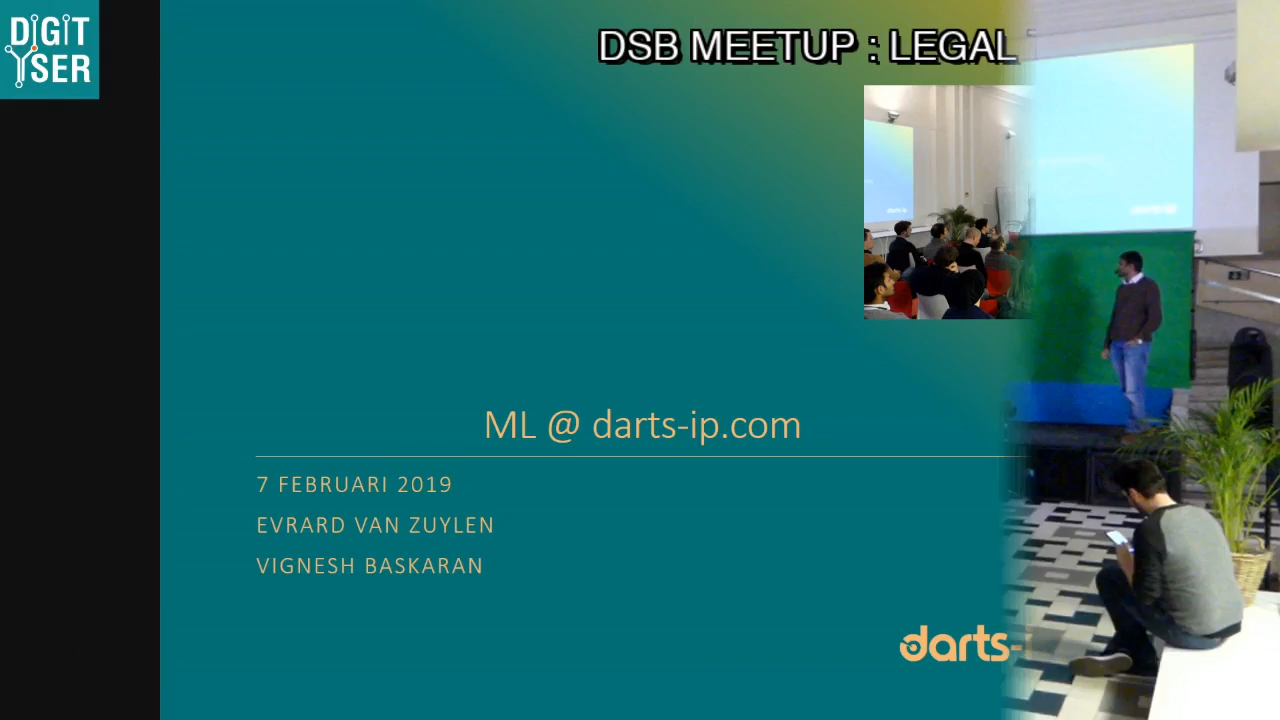 DIGIT
YSER
DSB MEETUP : LEGAL
ML @ darts-ip.com
7 FEBRUARI 2019
EVRARD VAN ZUYLEN
VIGNESH BASKARAN
darts-